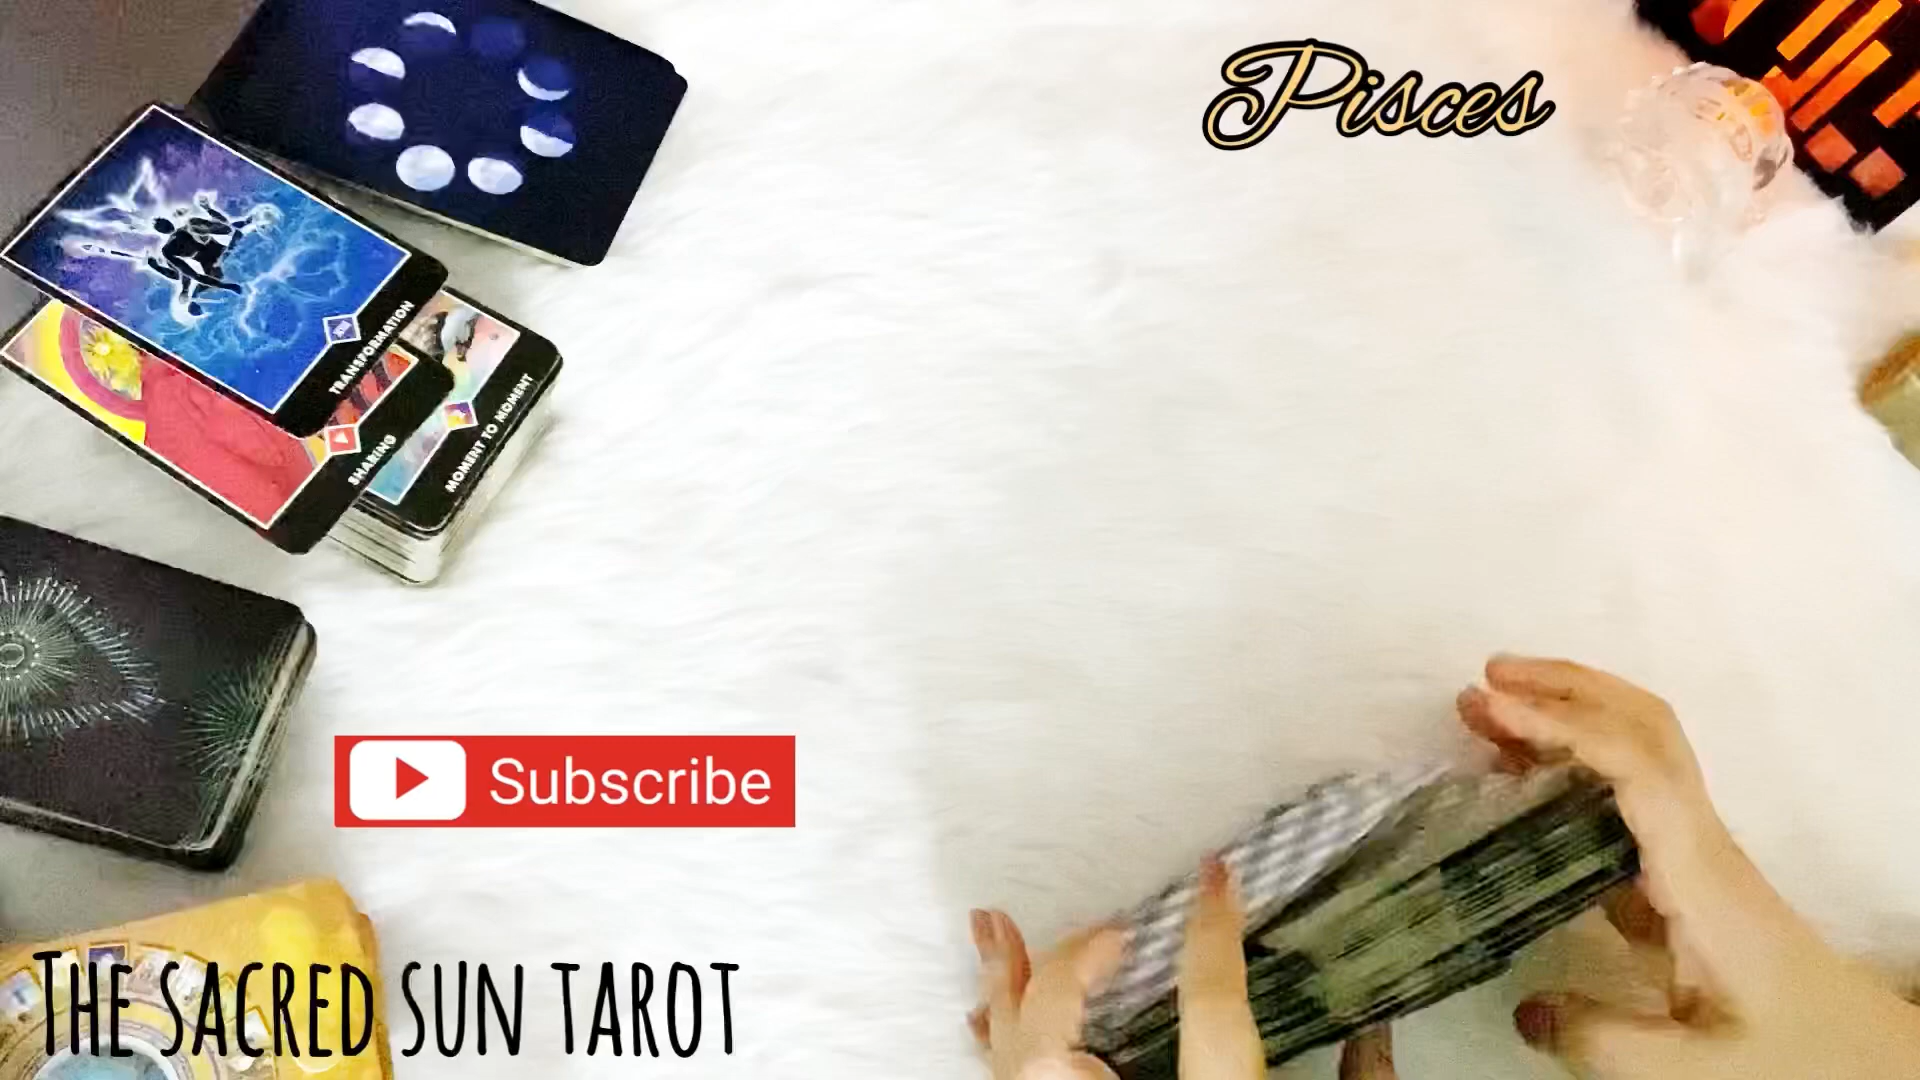 Pisces
TRANSFORMATION
SHARING
MOMENT TO MOMENT
Subscribe
THE SACRED SUN TAROT